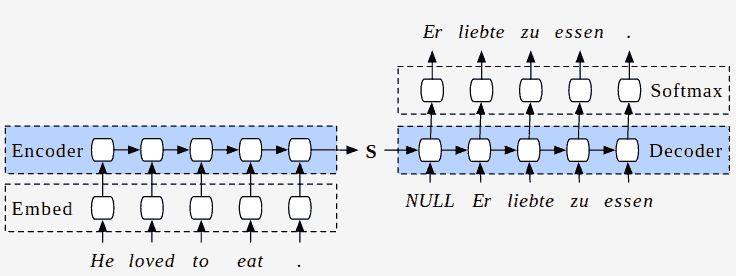 Er liebte zu essen .
Softmax
Encoder
S
Decoder
Embed
NULL Er liebte zu essen
He loved to eat .